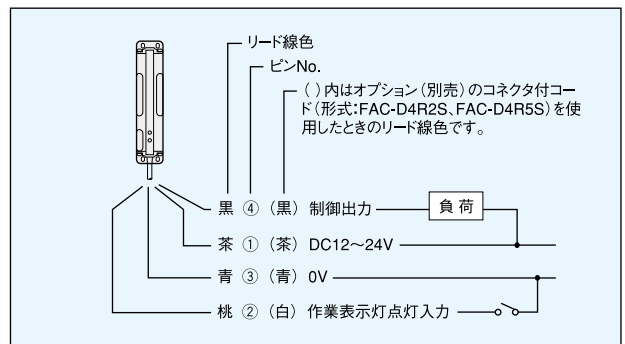 リード線色
ピンNo.
（ ）内はオプション（別売）のコネクタ付コー
ド（形式:FAC-D4R2S、FAC-D4R5S）を使
用したときのリード線色です。
黒 ④ （黒） 制御出力 負荷
茶 ① （茶） DC12～24V
青 ③ （青） 0V
桃 ② （白） 作業表示灯点灯入力